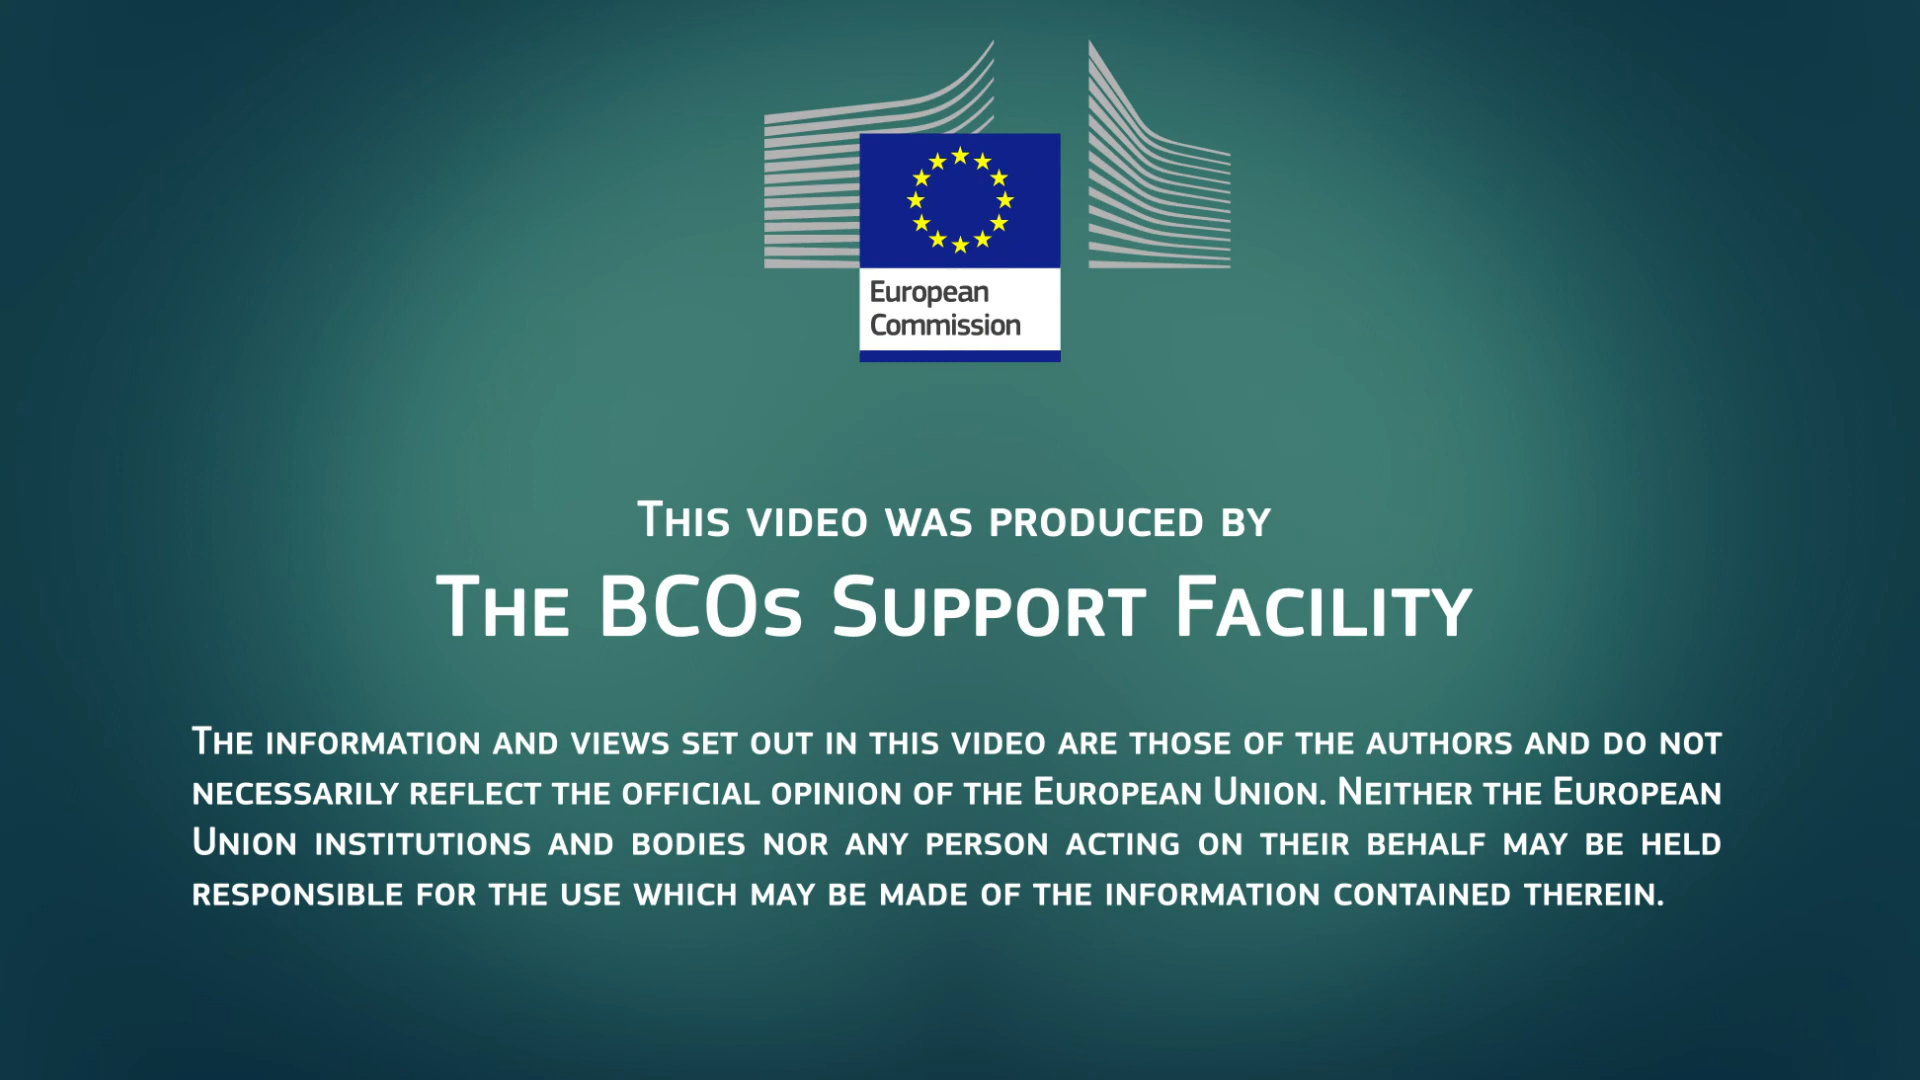 European
Commission
This video was produced by
The BCOs Support Facility
The information and views set out in this video are those of the authors and do not
necessarily reflect the official opinion of the European Union. Neither the European
Union institutions and bodies nor any person acting on their behalf may be held
responsible for the use which may be made of the information contained therein.